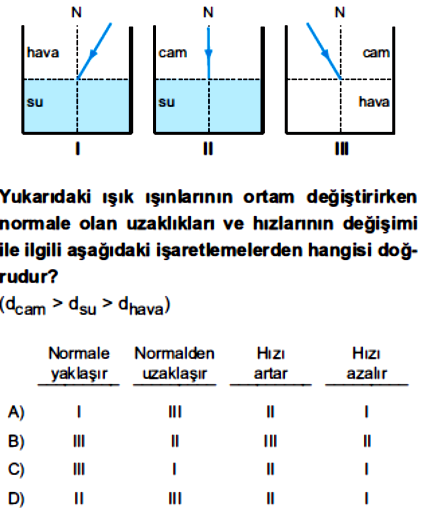 N N N
hava cam cam
su su hava
I II III
Yukarıdaki ışık ışınlarının ortam değiştirirken
normale olan uzaklıkları ve hızlarının değişimi
ile ilgili aşağıdaki işaretlemelerden hangisi doğ-
rudur?
(dcam > dsu > dhava)
Normale Normalden Hızı Hızı
yaklaşır uzaklaşır artar azalır
A) I III II I
B) III II III II
C) III I II I
D) II III II I